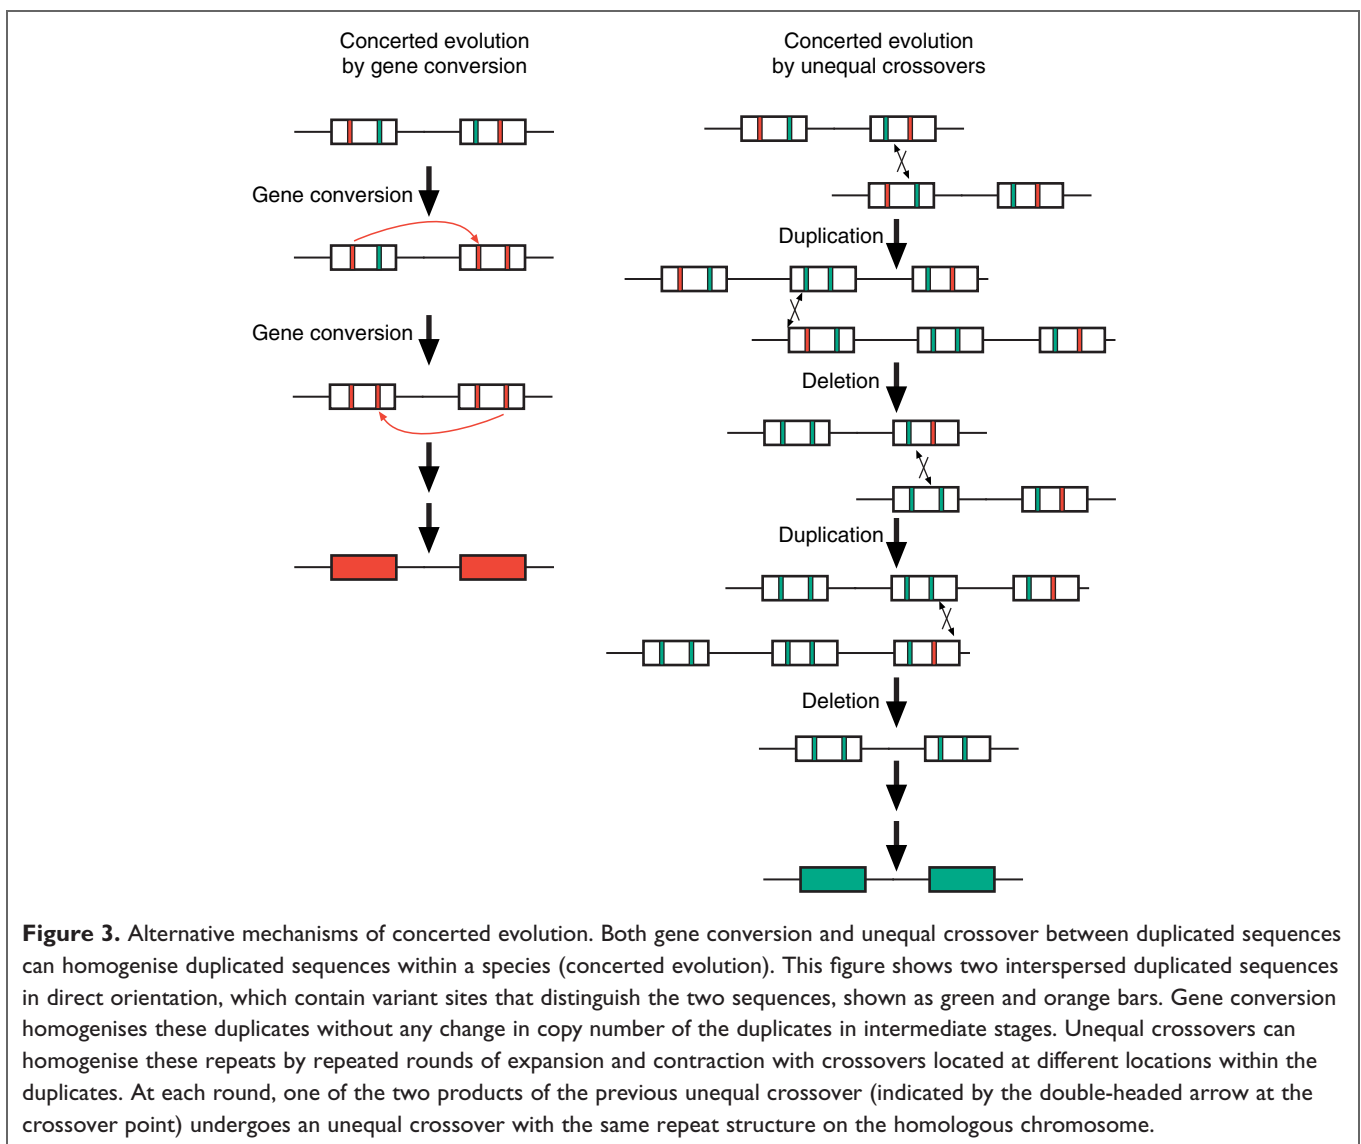 Concerted evolution
by gene conversion
Gene conversion
Gene conversion
Concerted evolution
by unequal crossovers
Duplication
Deletion
Duplication
Deletion
Figure 3. Alternative mechanisms of concerted evolution. Both gene conversion and unequal crossover between duplicated sequences
can homogenise duplicated sequences within a species (concerted evolution). This figure shows two interspersed duplicated sequences
in direct orientation, which contain variant sites that distinguish the two sequences, shown as green and orange bars. Gene conversion
homogenises these duplicates without any change in copy number of the duplicates in intermediate stages. Unequal crossovers can
homogenise these repeats by repeated rounds of expansion and contraction with crossovers located at different locations within the
duplicates. At each round, one of the two products of the previous unequal crossover (indicated by the double-headed arrow at the
crossover point) undergoes an unequal crossover with the same repeat structure on the homologous chromosome.